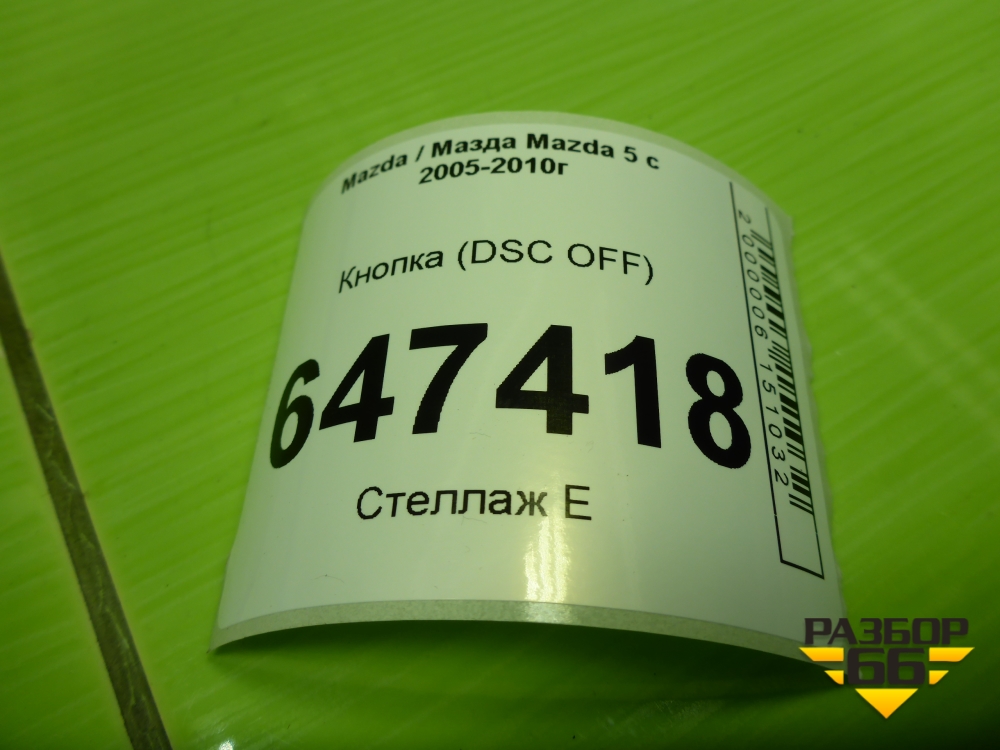 Mazda / Мазда Mazda 5 с
2005-2010г
Кнопка (DSC OFF)
647418
Стеллаж Е
2000006151032
РАЗБОР
66